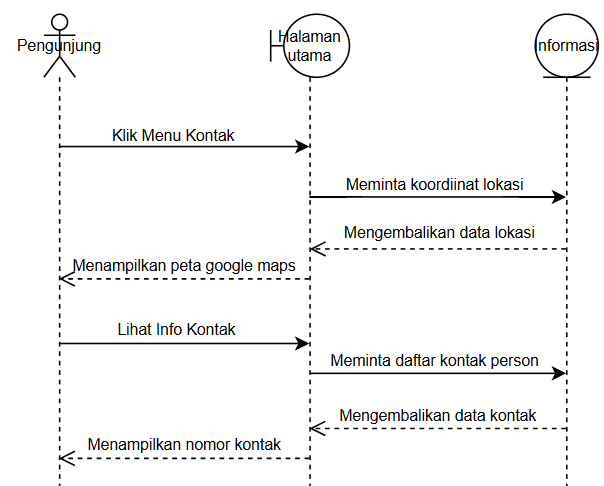 Pengunjung
Halaman
utama
Informasi
Klik Menu Kontak
Meminta koordiinat lokasi
Mengembalikan data lokasi
Menampilkan peta google maps
Lihat Info Kontak
Meminta daftar kontak person
Mengembalikan data kontak
Menampilkan nomor kontak